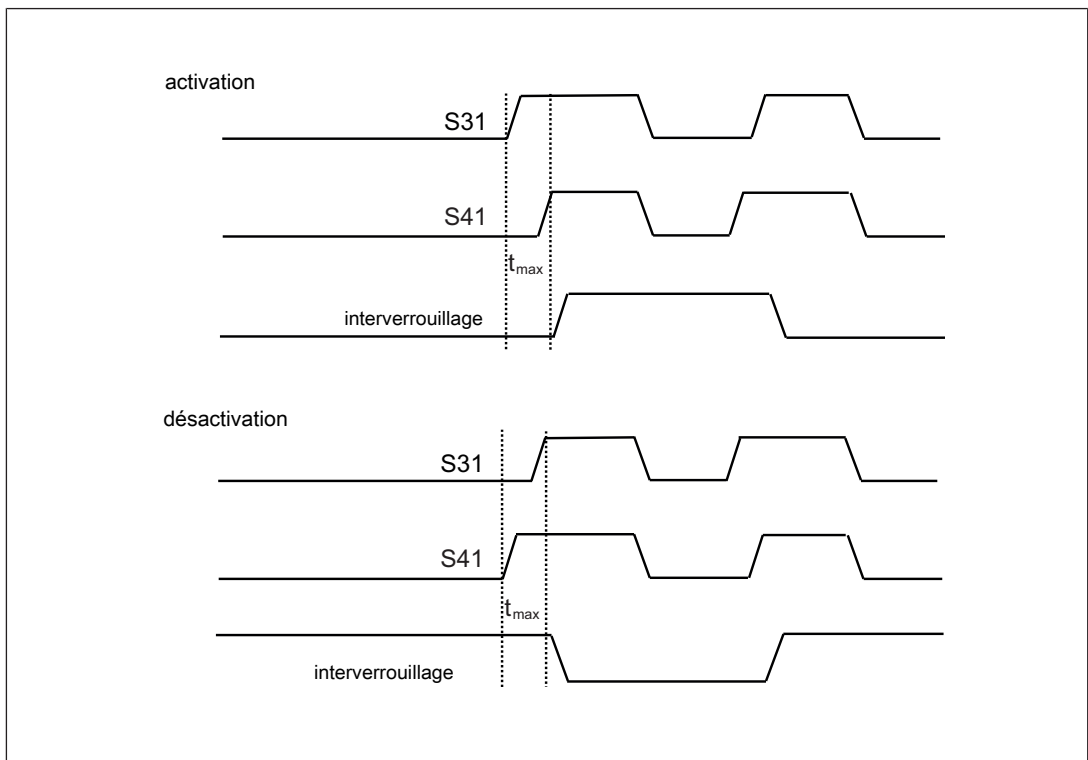 activation
S31
S41
tmax
interverrouillage
désactivation
S31
S41
tmax
interverrouillage